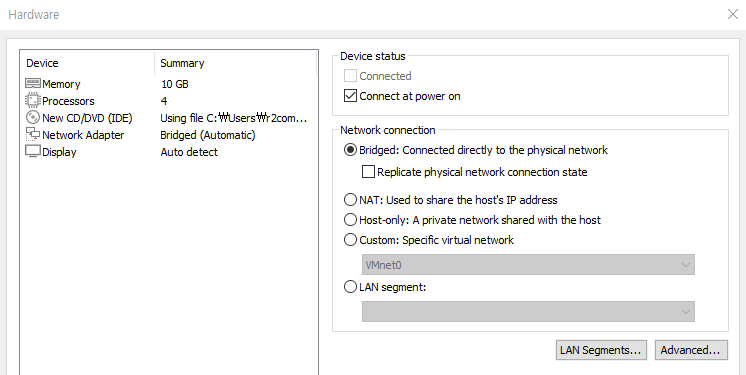 Hardware
Device Summary
Memory 10 GB
Processors 4
New CD/DVD (IDE) Using file C:₩Users₩r2com...
Network Adapter Bridged (Automatic)
Display Auto detect
Device status
Connected
Connect at power on
Network connection
Bridged: Connected directly to the physical network
Replicate physical network connection state
NAT: Used to share the host's IP address
Host-only: A private network shared with the host
Custom: Specific virtual network
VMnet0
LAN segment:
LAN Segments... Advanced...